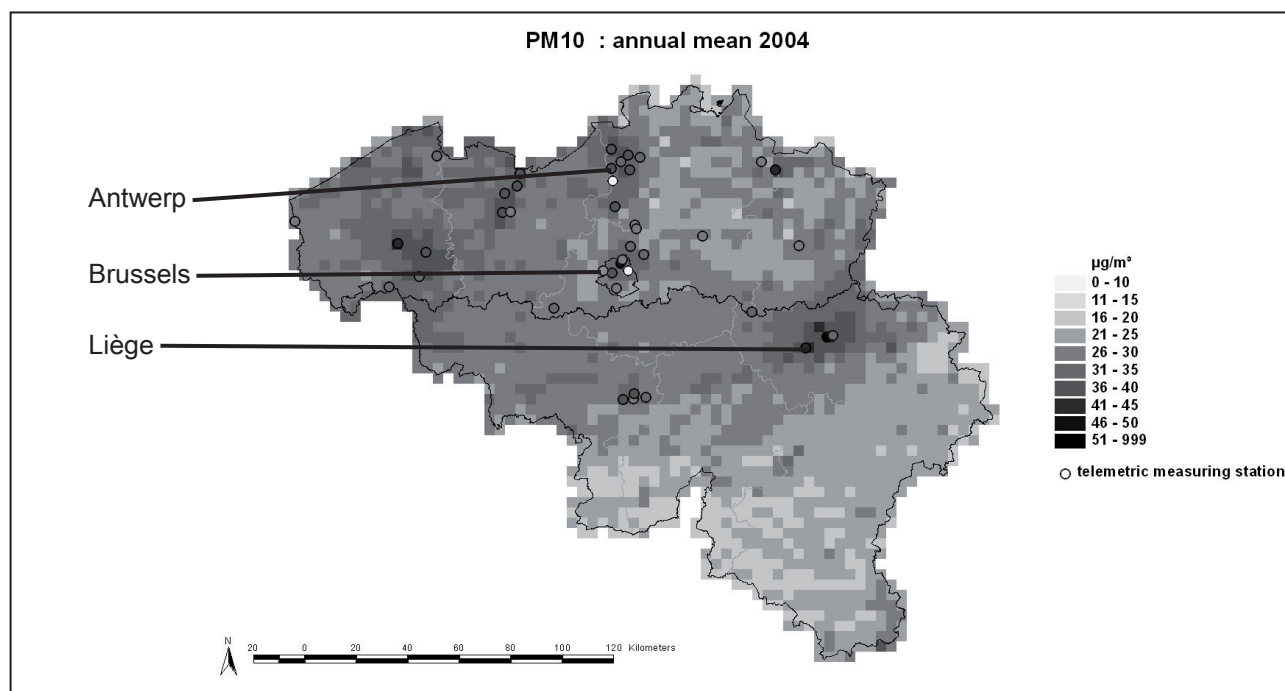 PM10 : annual mean 2004
Antwerp
Brussels
Liège
µg/m³
0 - 10
11 - 15
16 - 20
21 - 25
26 - 30
31 - 35
36 - 40
41 - 45
46 - 50
51 - 999
telemetric measuring station
N
20 0 20 40 60 80 100 120 Kilometers